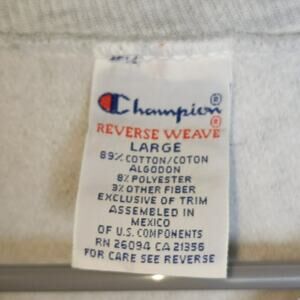 Champion®
®
REVERSE WEAVE
LARGE
89% COTTON/COTON
ALGODON
8% POLYESTER
3% OTHER FIBER
EXCLUSIVE OF TRIM
ASSEMBLED IN
MEXICO
OF U.S. COMPONENTS
RN 26094 CA 21356
FOR CARE SEE REVERSE